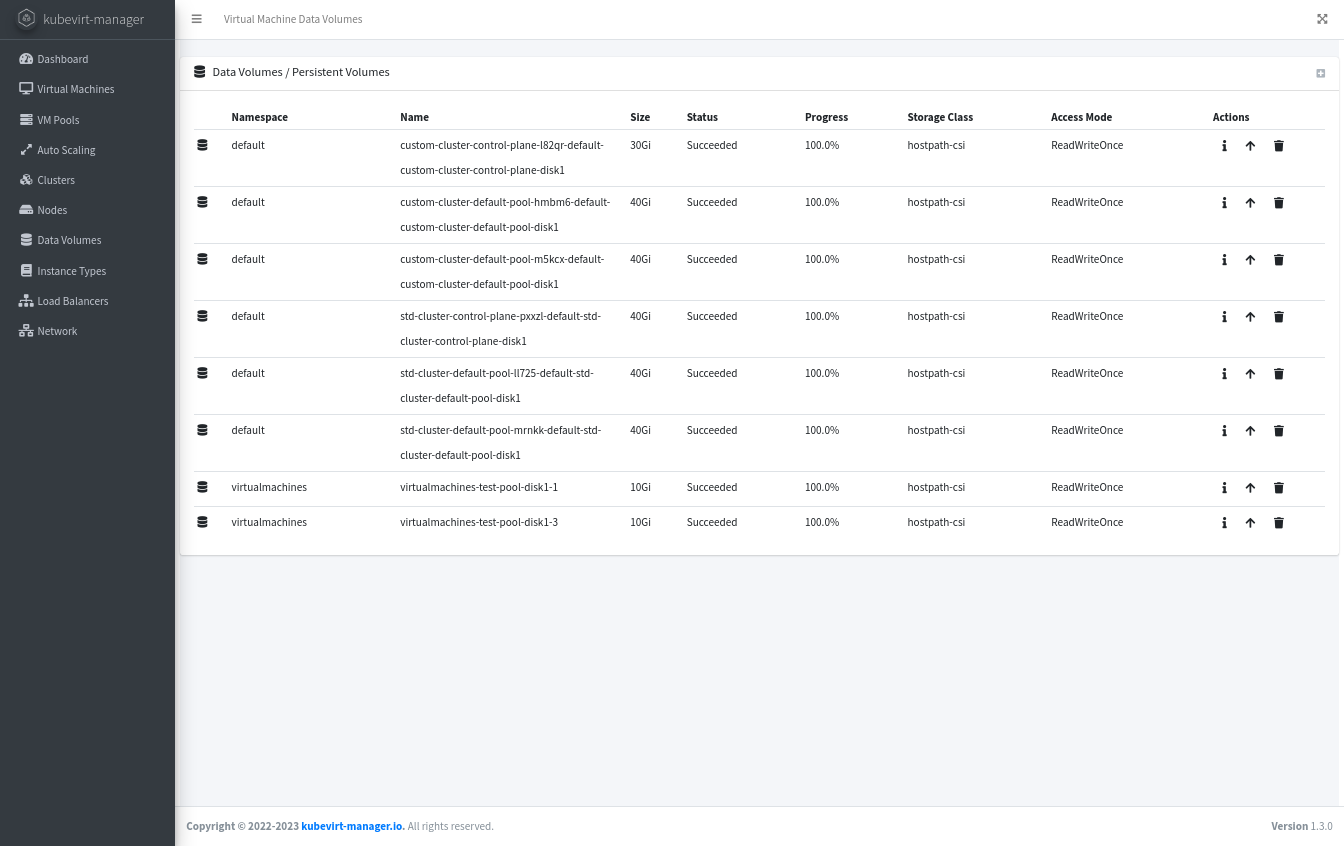 kubevirt-manager
Virtual Machine Data Volumes
Dashboard
Virtual Machines
VM Pools
Auto Scaling
Clusters
Nodes
Data Volumes
Instance Types
Load Balancers
Network
Data Volumes / Persistent Volumes
Namespace Name Size Status Progress Storage Class Access Mode Actions
default custom-cluster-control-plane-l82qr-default- 30Gi Succeeded 100.0% hostpath-csi ReadWriteOnce
custom-cluster-control-plane-disk1
default custom-cluster-default-pool-hmbm6-default- 40Gi Succeeded 100.0% hostpath-csi ReadWriteOnce
custom-cluster-default-pool-disk1
default custom-cluster-default-pool-m5kcx-default- 40Gi Succeeded 100.0% hostpath-csi ReadWriteOnce
custom-cluster-default-pool-disk1
default std-cluster-control-plane-pxxzl-default-std- 40Gi Succeeded 100.0% hostpath-csi ReadWriteOnce
cluster-control-plane-disk1
default std-cluster-default-pool-ll725-default-std- 40Gi Succeeded 100.0% hostpath-csi ReadWriteOnce
cluster-default-pool-disk1
default std-cluster-default-pool-mrnkk-default-std- 40Gi Succeeded 100.0% hostpath-csi ReadWriteOnce
cluster-default-pool-disk1
virtualmachines virtualmachines-test-pool-disk1-1 10Gi Succeeded 100.0% hostpath-csi ReadWriteOnce
virtualmachines virtualmachines-test-pool-disk1-3 10Gi Succeeded 100.0% hostpath-csi ReadWriteOnce
Copyright © 2022-2023 kubevirt-manager.io. All rights reserved.
Version 1.3.0